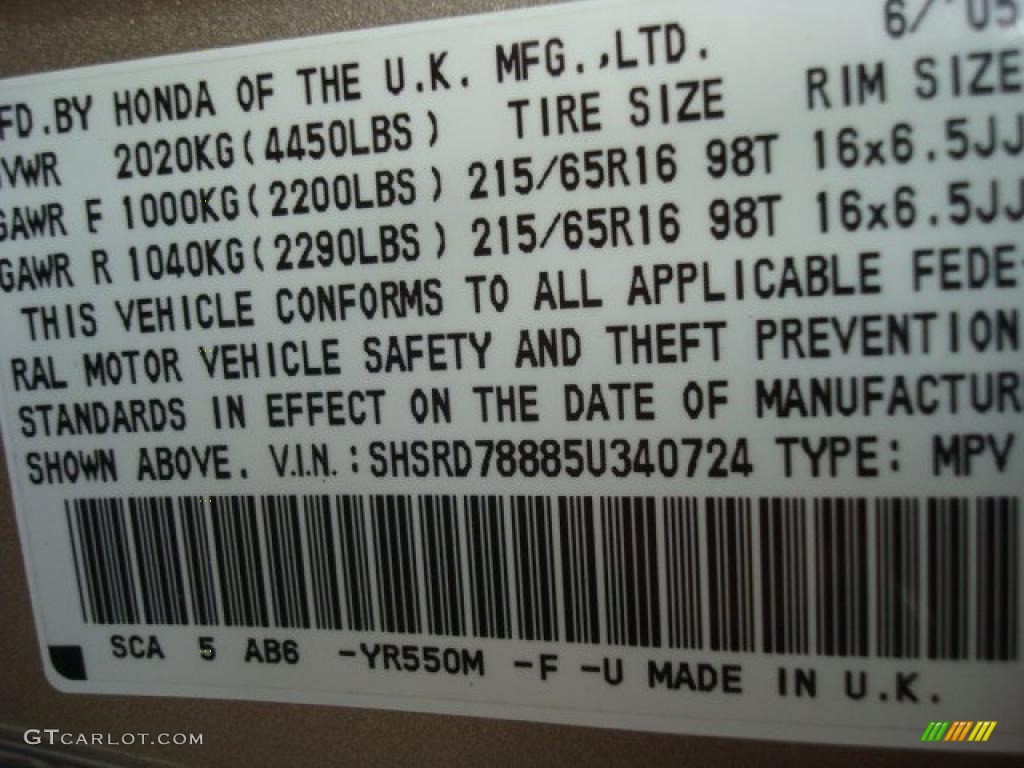 6/'05
FD.BY HONDA OF THE U.K. MFG.,LTD.
VWR 2020KG(4450LBS) TIRE SIZE RIM SIZE
GAWR F 1000KG(2200LBS) 215/65R16 98T 16x6.5JJ
GAWR R 1040KG(2290LBS) 215/65R16 98T 16x6.5JJ
THIS VEHICLE CONFORMS TO ALL APPLICABLE FEDE-
RAL MOTOR VEHICLE SAFETY AND THEFT PREVENTION
STANDARDS IN EFFECT ON THE DATE OF MANUFACTUR
SHOWN ABOVE. V.I.N.:SHSRD78885U340724 TYPE: MPV
SCA 5 AB6 -YR550M -F -U MADE IN U.K.
GTCARLOT.COM